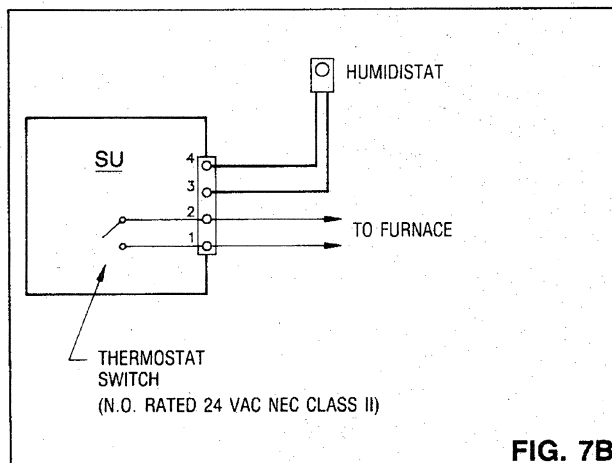 HUMIDISTAT
SU
4
3
2
1
TO FURNACE
THERMOSTAT
SWITCH
(N.O. RATED 24 VAC NEC CLASS II)
FIG. 7B